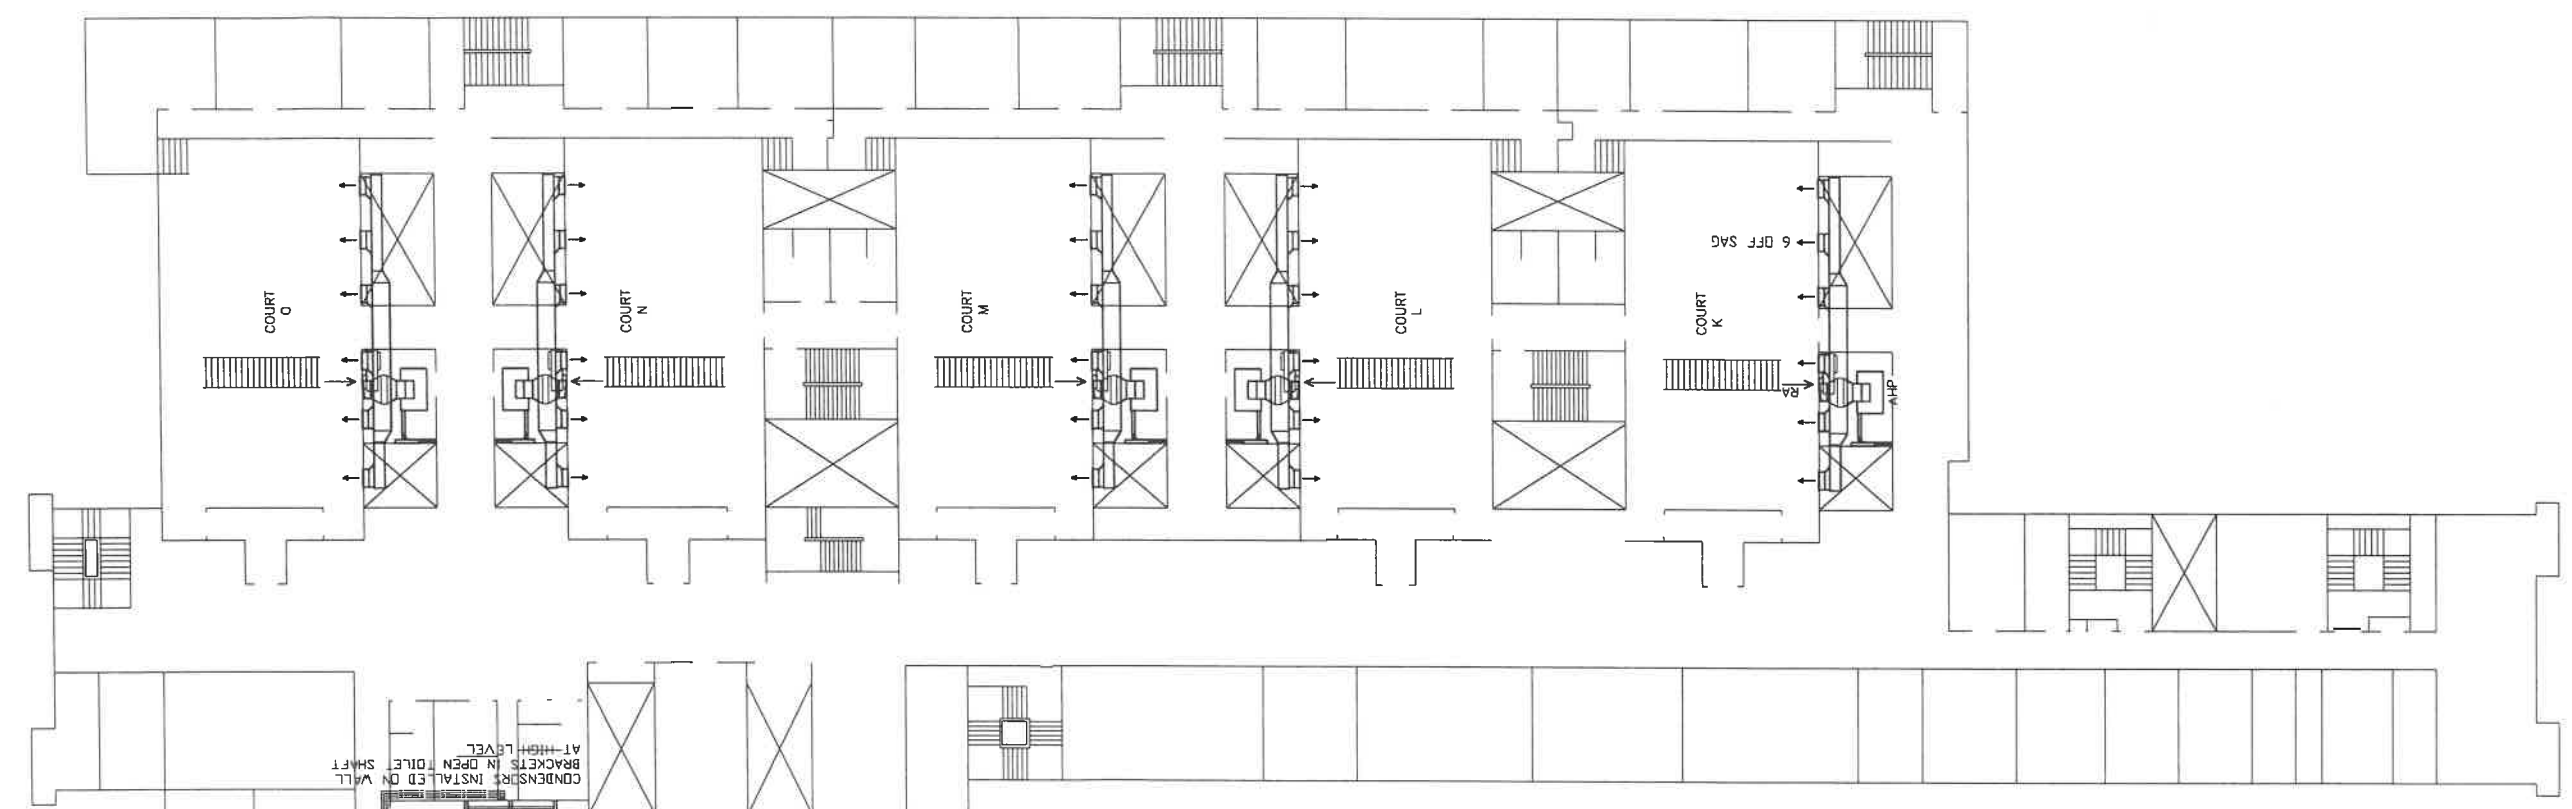 COURT
O
COURT
N
COURT
M
COURT
L
COURT
K
6 OFF SAG
RA
AHP
CONDENSORS INSTALLED ON WALL
BRACKETS IN OPEN TOILET SHAFT
AT HIGH LEVEL